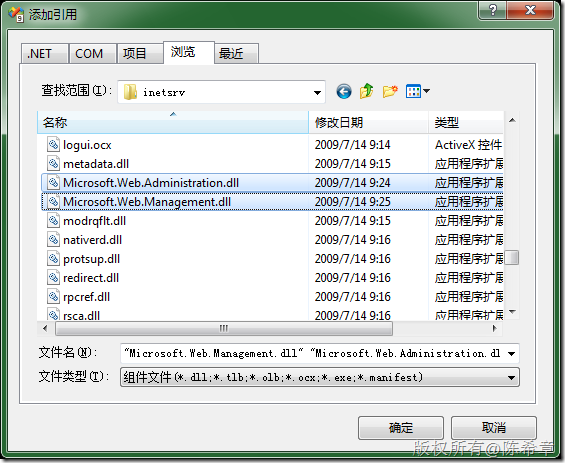 添加引用
.NET COM 项目 浏览 最近
查找范围(I): inetsrv
名称 修改日期 类型
logui.ocx 2009/7/14 9:14 ActiveX 控件
metadata.dll 2009/7/14 9:15 应用程序扩展
Microsoft.Web.Administration.dll 2009/7/14 9:24 应用程序扩展
Microsoft.Web.Management.dll 2009/7/14 9:25 应用程序扩展
modrqflt.dll 2009/7/14 9:15 应用程序扩展
nativerd.dll 2009/7/14 9:16 应用程序扩展
protsup.dll 2009/7/14 9:16 应用程序扩展
redirect.dll 2009/7/14 9:16 应用程序扩展
rpcref.dll 2009/7/14 9:16 应用程序扩展
rsca.dll 2009/7/14 9:16 应用程序扩展
文件名(N): "Microsoft.Web.Management.dll" "Microsoft.Web.Administration.dl
文件类型(T): 组件文件(*.dll;*.tlb;*.olb;*.ocx;*.exe;*.manifest)
确定 取消
版权所有@陈希章